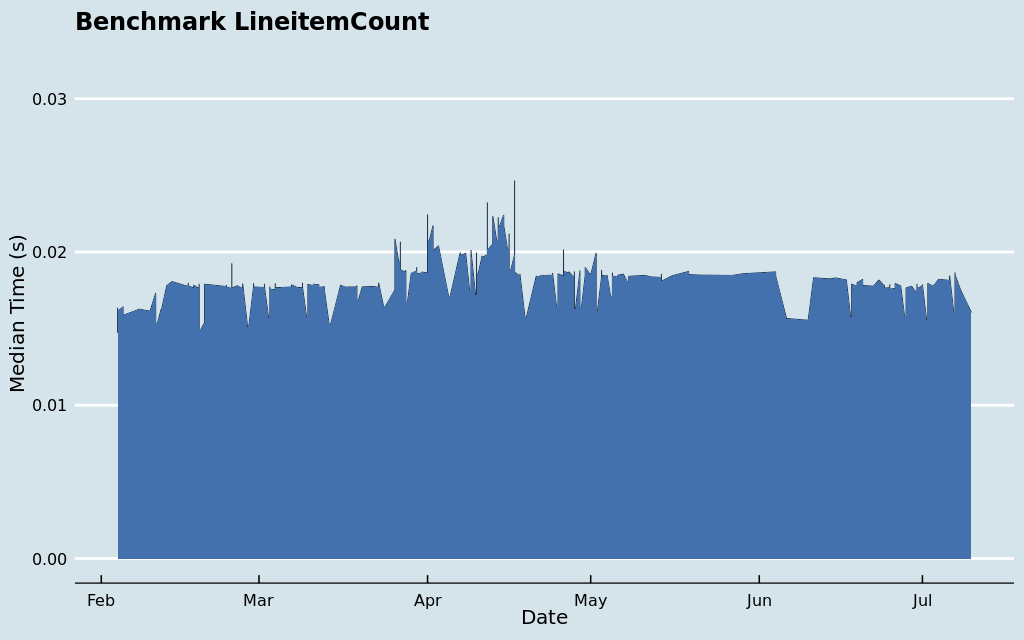 Benchmark LineitemCount
Median Time (s)
0.03
0.02
0.01
0.00
Feb Mar Apr May Jun Jul
Date